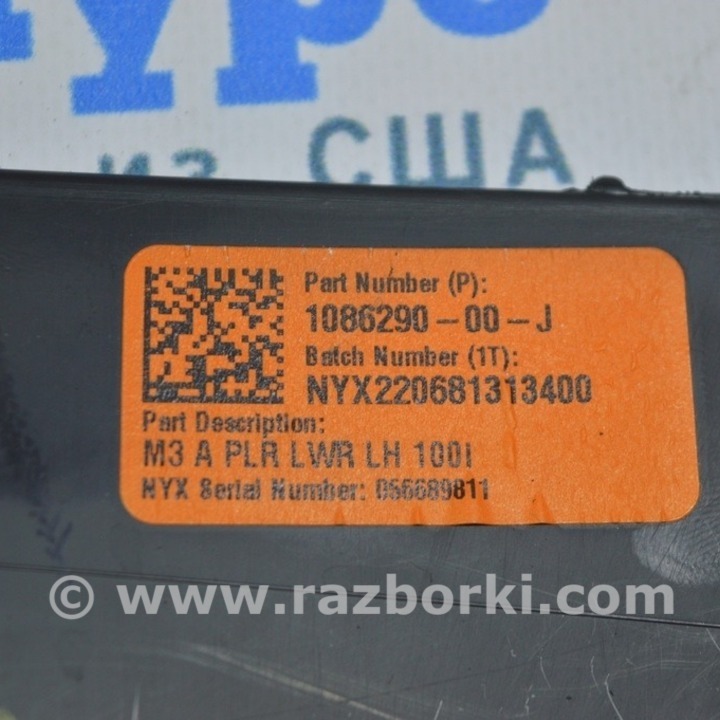 из США
Part Number (P):
1086290-00-J
Batch Number (1T):
NYX220681313400
Part Description:
M3 A PLR LWR LH 100I
NYX Serial Number: 056689811
© www.razborki.com